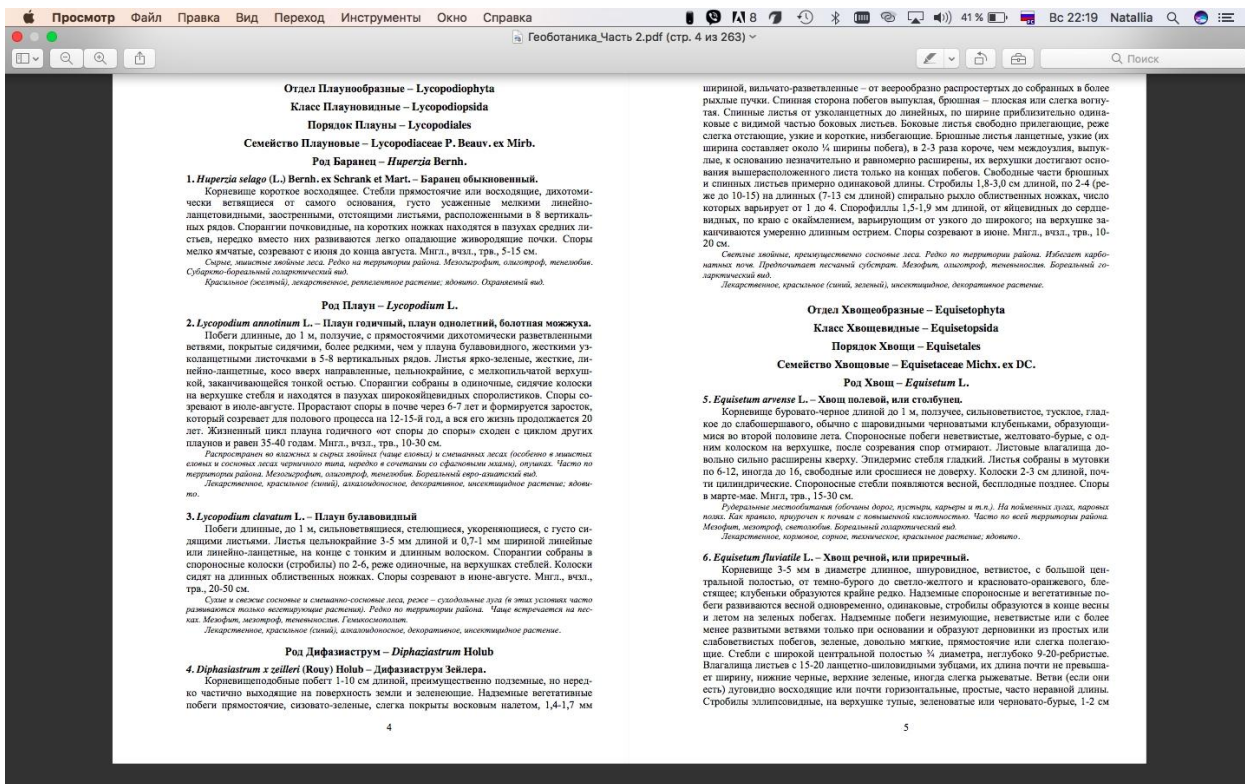 Просмотр Файл Правка Вид Переход Инструменты Окно Справка 8 41 % Вс 22:19 Natallia
Геоботаника_Часть 2.pdf (стр. 4 из 263)
Поиск
Отдел Плаунообразные – Lycopodiophyta
Класс Плауновидные – Lycopodiopsida
Порядок Плауны – Lycopodiales
Семейство Плауновые – Lycopodiaceae P. Beauv. ex Mirb.
Род Баранец – Huperzia Bernh.
1. Huperzia selago (L.) Bernh. ex Schrank et Mart. – Баранец обыкновенный.
Корневище короткое восходящее. Стебли прямостоячие или восходящие, дихотоми-
чески ветвящиеся от самого основания, густо усаженные мелкими линейно-
ланцетовидными, заостренными, отстоящими листьями, расположенными в 8 вертикаль-
ных рядов. Спорангии почковидные, на коротких ножках находятся в пазухах средних ли-
стьев, нередко вместо них развиваются легко опадающие живородящие почки. Споры
мелко ямчатые, созревают с июня до конца августа. Мнгл., вчзл., трв., 5-15 см.
Сырые, мшистые хвойные леса. Редко на территории района. Мезогигрофит, олиготроф, тенелюбив.
Субаркто-бореальный голарктический вид.
Красильное (желтый), лекарственное, репеллентное растение; ядовито. Охраняемый вид.
Род Плаун – Lycopodium L.
2. Lycopodium annotinum L. – Плаун годичный, плаун однолетний, болотная можжуха.
Побеги длинные, до 1 м, ползучие, с прямостоячими дихотомически разветвленными
ветвями, покрытые сидячими, более редкими, чем у плауна булавовидного, жесткими уз-
коланцетными листочками в 5-8 вертикальных рядов. Листья ярко-зеленые, жесткие, ли-
нейно-ланцетные, косо вверх направленные, цельнокрайние, с мелкопильчатой верхуш-
кой, заканчивающейся тонкой остью. Спорангии собраны в одиночные, сидячие колоски
на верхушке стебля и находятся в пазухах широкояйцевидных споролистиков. Споры со-
зревают в июле-августе. Прорастают споры в почве через 6-7 лет и формируется заросток,
который созревает для полового процесса на 12-15-й год, а вся его жизнь продолжается 20
лет. Жизненный цикл плауна годичного «от споры до споры» сходен с циклом других
плаунов и равен 35-40 годам. Мнгл., вчзл., трв., 10-30 см.
Распространен во влажных и сырых хвойных (чаще еловых) и смешанных лесах (особенно в мшистых
еловых и сосновых лесах черничного типа, нередко в сочетании со сфагновыми мхами), опушках. Часто по
территории района. Мезогигрофит, олиготроф, теневынослив. Бореальный евро-азиатский вид.
Лекарственное, красильное (синий), алкалоидоносное, декоративное, инсектицидное растение; ядови-
то.
3. Lycopodium clavatum L. – Плаун булавовидный
Побеги длинные, до 1 м, сильноветвящиеся, стелющиеся, укореняющиеся, с густо си-
дящими листьями. Листья цельнокрайние 3-5 мм длиной и 0,7-1 мм шириной линейные
или линейно-ланцетные, на конце с тонким и длинным волоском. Спорангии собраны в
спороносные колоски (стробилы) по 2-6, реже одиночные, на верхушках стеблей. Колоски
сидят на длинных облиственных ножках. Споры созревают в июне-августе. Мнгл., вчзл.,
трв., 20-50 см.
Сухие и свежие сосновые и смешанно-сосновые леса, реже – суходольные луга (в этих условиях часто
развиваются только вегетирующие растения). Редко по территории района. Чаще встречается на пес-
ках. Мезофит, мезотроф, теневынослив. Гемикосмополит.
Лекарственное, красильное (синий), алкалоидоносное, декоративное, инсектицидное растение.
Род Дифазиаструм – Diphaziastrum Holub
4. Diphasiastrum x zeilleri (Rouy) Holub – Дифазиаструм Зейлера.
Корневищеподобные побегт 1-10 см длиной, преимущественно подземные, но неред-
ко частично выходящие на поверхность земли и зеленеющие. Надземные вегетативные
побеги прямостоячие, сизовато-зеленые, слегка покрыты восковым налетом, 1,4-1,7 мм
4
шириной, вильчато-разветвленные – от веерообразно распростертых до собранных в более
рыхлые пучки. Спинная сторона побегов выпуклая, брюшная – плоская или слегка вогну-
тая. Спинные листья от узколанцетных до линейных, по ширине приблизительно одина-
ковые с видимой частью боковых листьев. Боковые листья свободно прилегающие, реже
слегка отстающие, узкие и короткие, низбегающие. Брюшные листья ланцетные, узкие (их
ширина составляет около ¼ ширины побега), в 2-3 раза короче, чем междоузлия, выпук-
лые, к основанию незначительно и равномерно расширены, их верхушки достигают осно-
вания вышерасположенного листа только на концах побегов. Свободные части брюшных
и спинных листьев примерно одинаковой длины. Стробилы 1,8-3,0 см длиной, по 2-4 (ре-
же до 10-15) на длинных (7-13 см длиной) спирально рыхло облиственных ножках, число
которых варьирует от 1 до 4. Спорофиллы 1,5-1,9 мм длиной, от яйцевидных до сердце-
видных, по краю с окаймлением, варьирующим от узкого до широкого; на верхушке за-
канчиваются умеренно длинным острием. Споры созревают в июне. Мнгл., вчзл., трв., 10-
20 см.
Светлые хвойные, преимущественно сосновые леса. Редко по территории района. Избегает карбо-
натных почв. Предпочитает песчаный субстрат. Мезофит, олиготроф, теневынослив. Бореальный го-
ларктический вид.
Лекарственное, красильное (синий, зеленый), инсектицидное, декоративное растение.
Отдел Хвощеобразные – Equisetophyta
Класс Хвощевидные – Equisetopsida
Порядок Хвощи – Equisetales
Семейство Хвощовые – Equisetaceae Michx. ex DC.
Род Хвощ – Equisetum L.
5. Equisetum arvense L. – Хвощ полевой, или столбунец.
Корневище буровато-черное длиной до 1 м, ползучее, сильноветвистое, тусклое, глад-
кое до слабошершавого, обычно с шаровидными черноватыми клубеньками, образующи-
мися во второй половине лета. Спороносные побеги неветвистые, желтовато-бурые, с од-
ним колоском на верхушке, после созревания спор отмирают. Листовые влагалища до-
вольно сильно расширены кверху. Эпидермис стебля гладкий. Листья собраны в мутовки
по 6-12, иногда до 16, свободные или сросшиеся не доверху. Колоски 2-3 см длиной, поч-
ти цилиндрические. Спороносные стебли появляются весной, бесплодные позднее. Споры
в марте-мае. Мнгл, трв., 15-30 см.
Рудеральные местообитания (обочины дорог, пустыри, карьеры и т.п.). На пойменных лугах, паровых
полях. Как правило, приурочен к почвам с повышенной кислотностью. Часто по всей территории района.
Мезофит, мезотроф, светолюбив. Бореальный голарктический вид.
Лекарственное, кормовое, сорное, техническое, красильное растение; ядовито.
6. Equisetum fluviatile L. – Хвощ речной, или приречный.
Корневище 3-5 мм в диаметре длинное, шнуровидное, ветвистое, с большой цен-
тральной полостью, от темно-бурого до светло-желтого и красновато-оранжевого, бле-
стящее; клубеньки образуются крайне редко. Надземные спороносные и вегетативные по-
беги развиваются весной одновременно, одинаковые, стробилы образуются в конце весны
и летом на зеленых побегах. Надземные побеги незимующие, неветвистые или с более
менее развитыми ветвями только при основании и образуют дерновинки из простых или
слабоветвистых побегов, зеленые, довольно мягкие, прямостоячие или слегка полегаю-
щие. Стебли с широкой центральной полостью ¾ диаметра, неглубоко 9-20-ребристые.
Влагалища листьев с 15-20 ланцетно-шиловидными зубцами, их длина почти не превыша-
ет ширину, нижние черные, верхние зеленые, иногда слегка рыжеватые. Ветви (если они
есть) дуговидно восходящие или почти горизонтальные, простые, часто неравной длины.
Стробилы эллипсовидные, на верхушке тупые, зеленоватые или черновато-бурые, 1-2 см
5